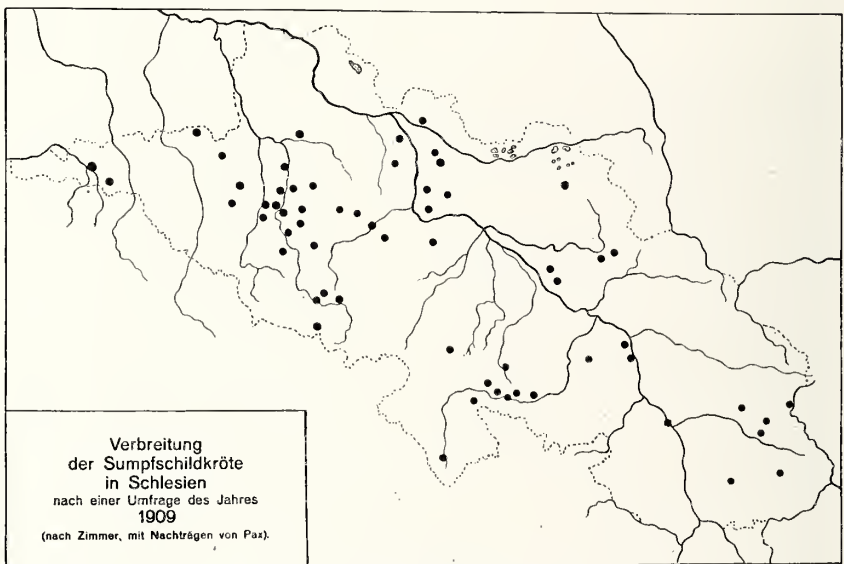 Verbreitung
der Sumpfschildkröte
in Schlesien
nach einer Umfrage des Jahres
1909
(nach Zimmer, mit Nachträgen von Pax).